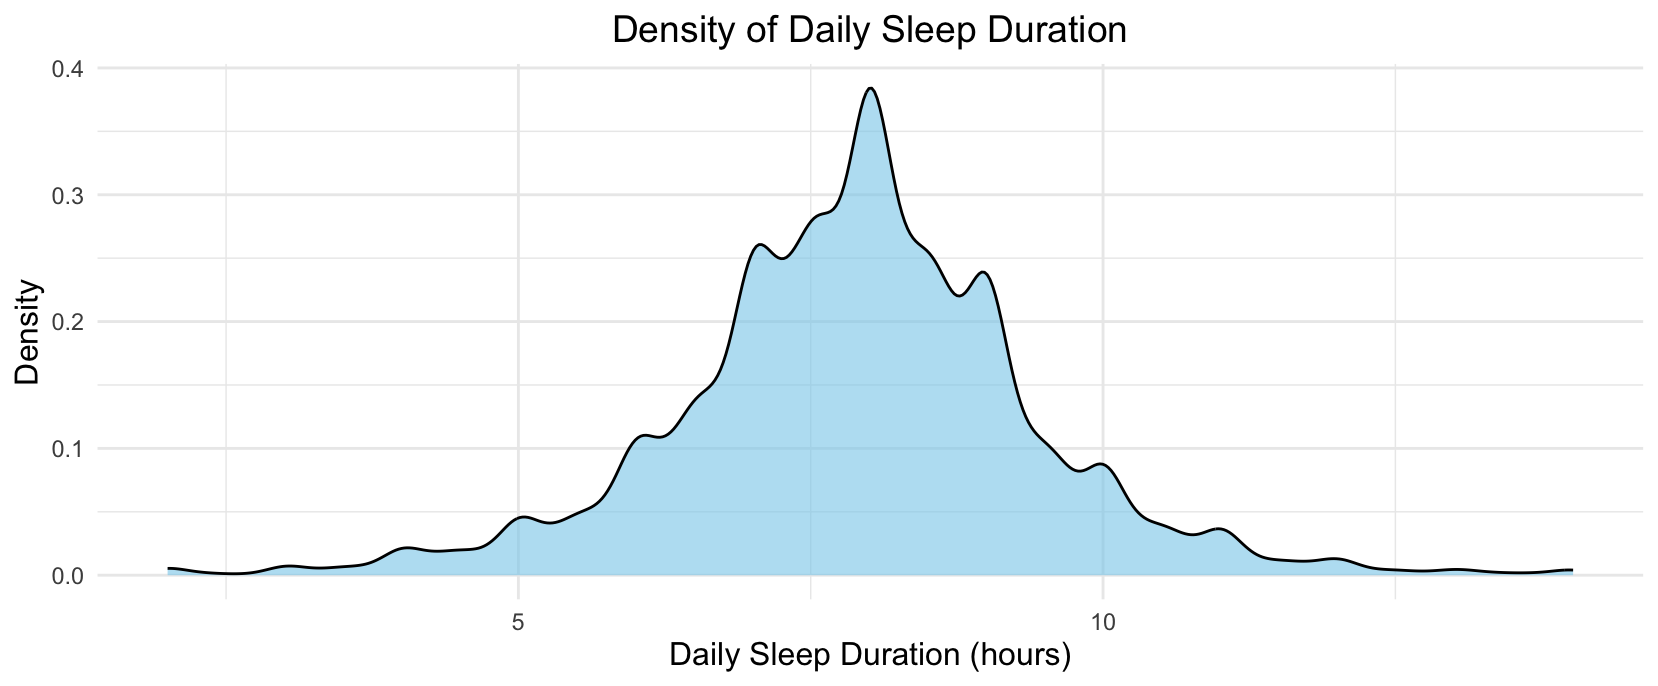 Density of Daily Sleep Duration
0.4
0.3
0.2
0.1
0.0
Density
5 10
Daily Sleep Duration (hours)